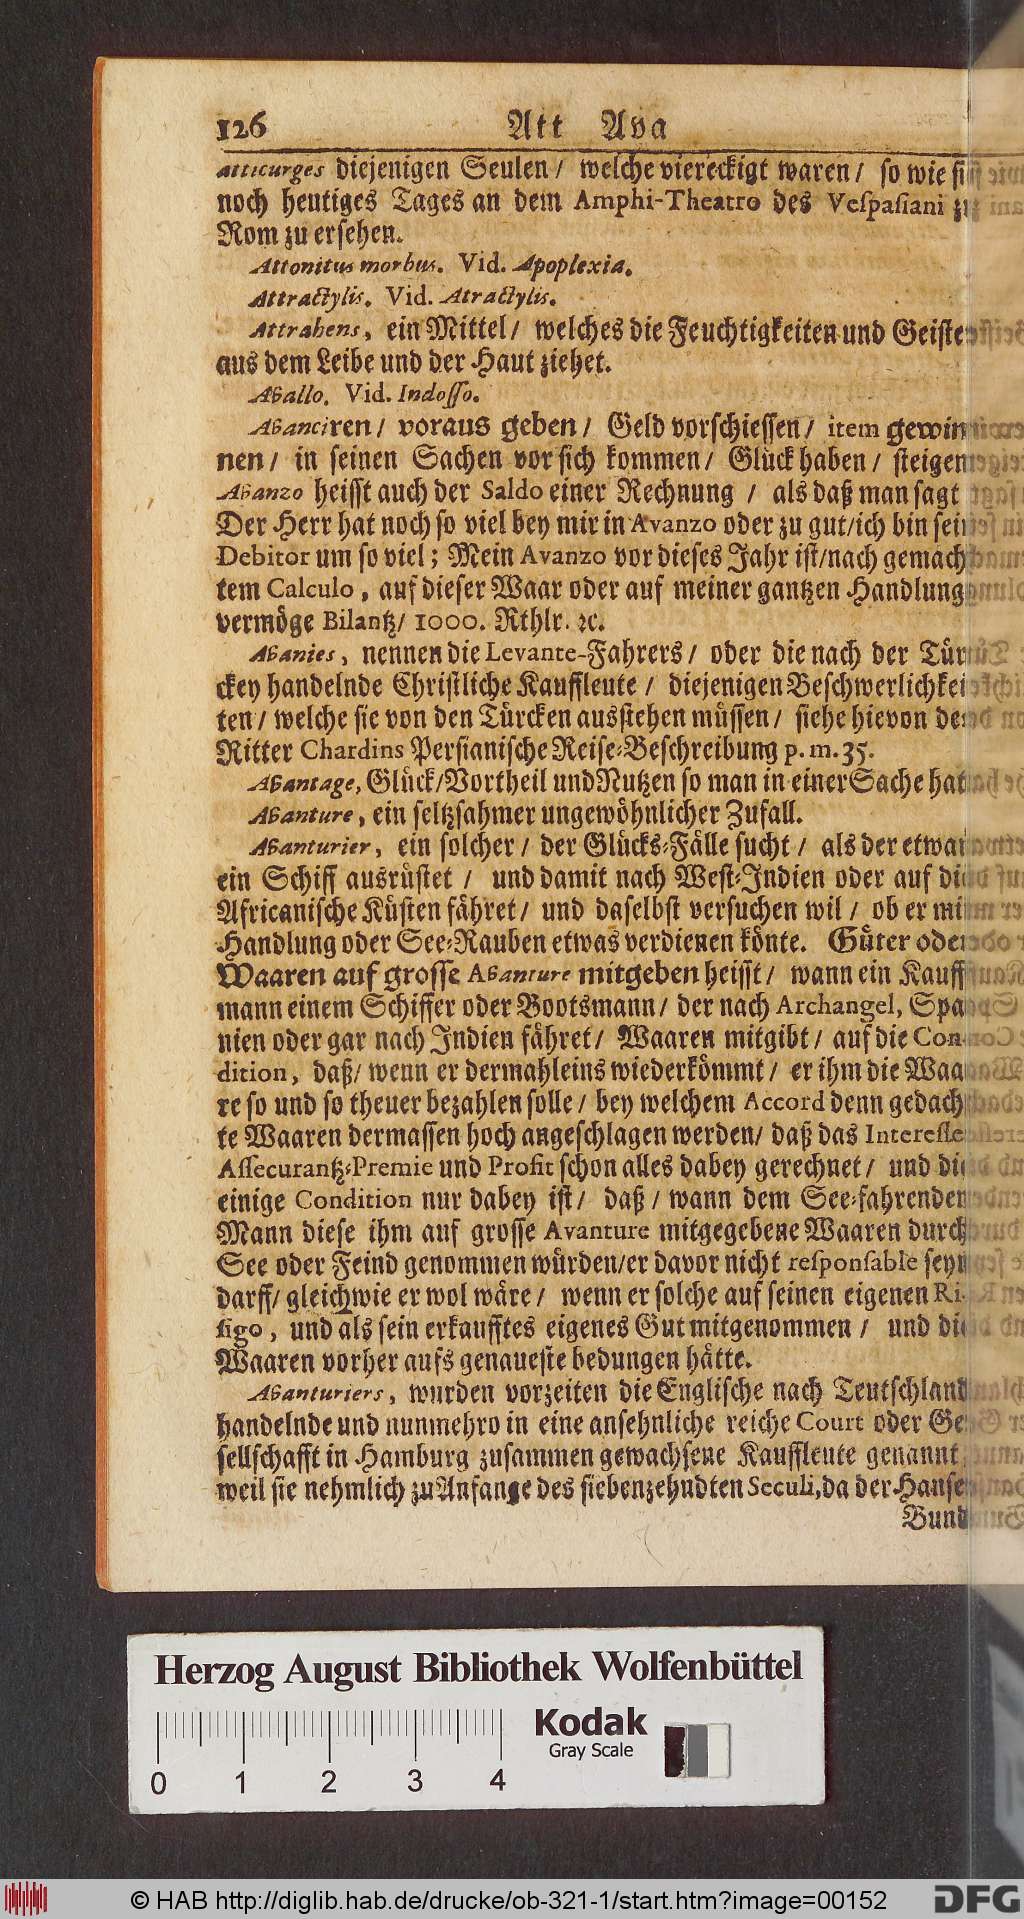 126 Att Ava
atticurges diejenigen Seulen / welche viereckigt waren / so wie sie
noch heutiges Tages an dem Amphi-Theatro des Vespasiani zu
Rom zu ersehen.
Attonitus morbus. Vid. Apoplexia.
Attractylis. Vid. Atractylis.
Attrahens, ein Mittel / welches die Feuchtigkeiten und Geister
aus dem Leibe und der Haut ziehet.
Avallo. Vid. Indosso.
Avanciren / voraus geben / Geld vorschiessen / item gewin
nen / in seinen Sachen vor sich kommen / Glück haben / steigen
Avanzo heisst auch der Saldo einer Rechnung / als daß man sagt
Der Herr hat noch so viel bey mir in Avanzo oder zu gut/ich bin sein
Debitor um so viel; Mein Avanzo vor dieses Jahr ist/nach gemach
tem Calculo, auf dieser Waar oder auf meiner gantzen Handlung
vermöge Bilantz/ 1000. Rthlr. ꝛc.
Avanies, nennen die Levante-Fahrers / oder die nach der Tür
ckey handelnde Christliche Kauffleute / diejenigen Beschwerlichkei
ten / welche sie von den Türcken ausstehen müssen / siehe hievon den
Ritter Chardins Persianische Reise-Beschreibung p. m. 35.
Avantage, Glück/Vortheil und Nutzen so man in einer Sache hat
Avanture, ein seltzsahmer ungewöhnlicher Zufall.
Avanturier, ein solcher / der Glücks-Fälle sucht / als der etwan
ein Schiff ausrüstet / und damit nach West-Indien oder auf die
Africanische Küsten fähret / und daselbst versuchen wil / ob er mit
Handlung oder See-Rauben etwas verdienen könte. Güter oder
Waaren auf grosse Avanture mitgeben heisst / wann ein Kauff
mann einem Schiffer oder Bootsmann / der nach Archangel, Spa
nien oder gar nach Indien fähret / Waaren mitgibt / auf die Con-
dition, daß / wenn er dermahleins wiederkömmt / er ihm die Waa
re so und so theuer bezahlen solle / bey welchem Accord denn gedach
te Waaren dermassen hoch angeschlagen werden / daß das Interesse
Assecurantz-Premie und Profit schon alles dabey gerechnet / und die
einige Condition nur dabey ist / daß / wann dem See-fahrenden
Mann diese ihm auf grosse Avanture mitgegebene Waaren durch
See oder Feind genommen würden/er davor nicht responsable seyn
darff / gleich wie er wol wäre / wenn er solche auf seinen eigenen Ri-
sigo, und als sein erkaufftes eigenes Gut mitgenommen / und die
Waaren vorher aufs genaueste bedungen hätte.
Avanturiers, wurden vorzeiten die Englische nach Teutschland
handelnde und nunmehro in eine ansehnliche reiche Court oder Ge
sellschafft in Hamburg zusammen gewachsene Kauffleute genannt
weil sie nehmlich zu Anfange des siebenzehndten Seculi, da der Hanse
Bund
Herzog August Bibliothek Wolfenbüttel
Kodak
Gray Scale
0 1 2 3 4
© HAB http://diglib.hab.de/drucke/ob-321-1/start.htm?image=00152
DFG